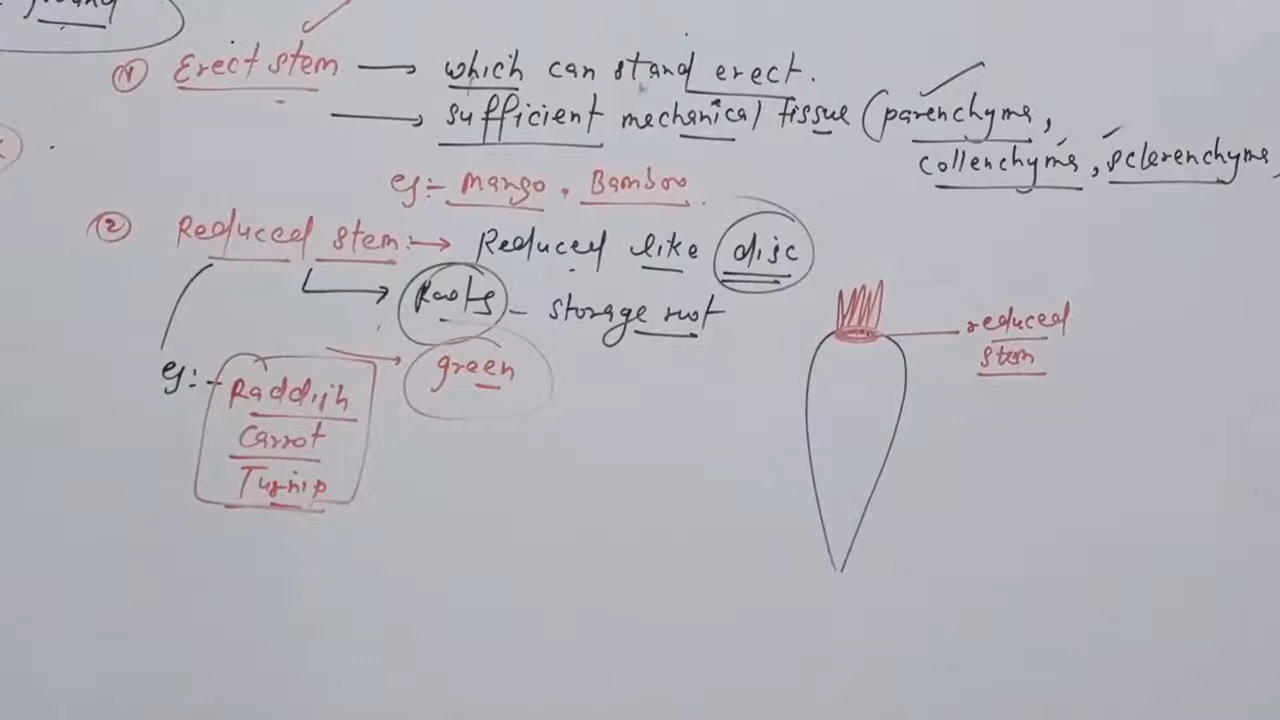 ① Erect stem → which can stand erect.
→ sufficient mechanical tissue (parenchyma,
collenchyma, sclerenchyma,
eg:- Mango, Bamboo.
② Reduced stem:→ Reduced like disc
→ Roots - storage root
eg:- Raddish → green
Carrot
Turnip
reduced
stem